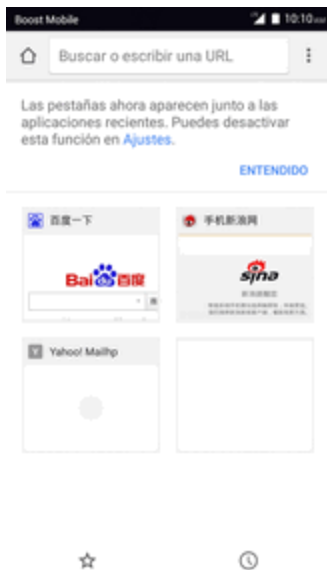 Boost Mobile 10:10 AM
Buscar o escribir una URL
Las pestañas ahora aparecen junto a las
aplicaciones recientes. Puedes desactivar
esta función en Ajustes.
ENTENDIDO
百度一下
手机新浪网
Bai百度
sina
Yahoo! Mailhp